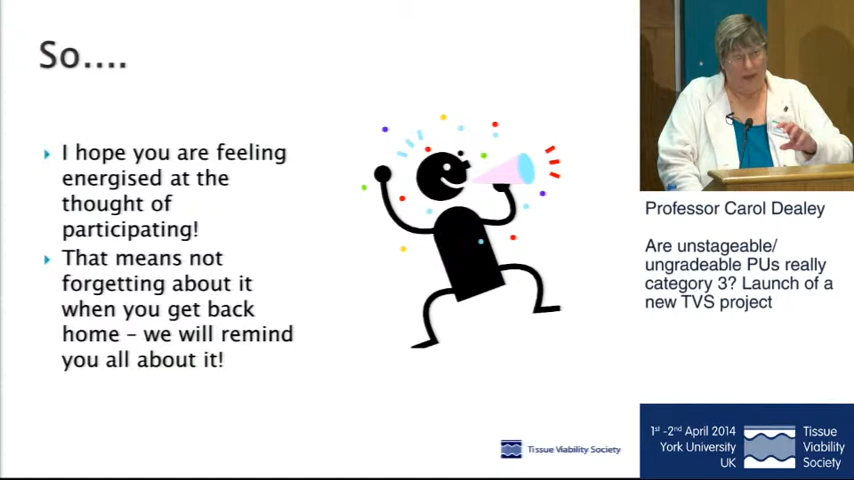 So....
I hope you are feeling
energised at the
thought of
participating!
That means not
forgetting about it
when you get back
home – we will remind
you all about it!
Tissue Viability Society
Professor Carol Dealey
Are unstageable/
ungradeable PUs really
category 3? Launch of a
new TVS project
1st -2nd April 2014
York University
UK
Tissue
Viability
Society